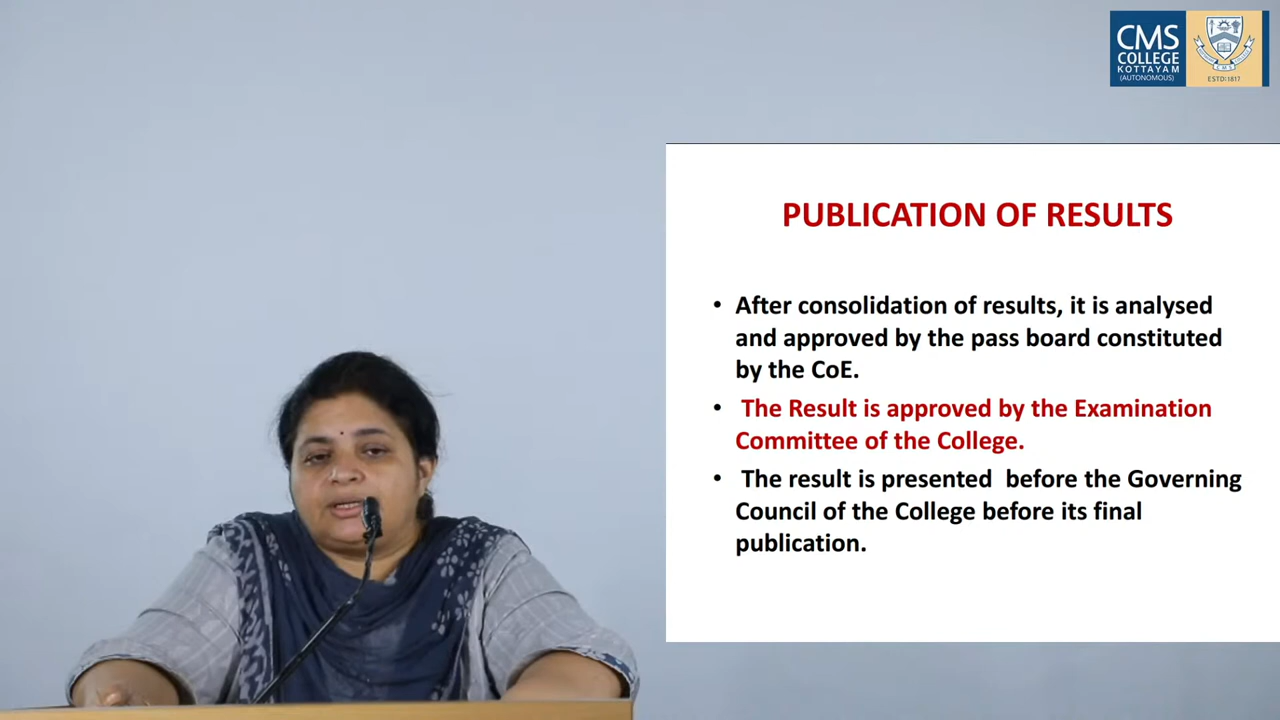 CMS
COLLEGE
KOTTAYAM
(AUTONOMOUS)
ESTD:1817
PUBLICATION OF RESULTS
• After consolidation of results, it is analysed
and approved by the pass board constituted
by the CoE.
• The Result is approved by the Examination
Committee of the College.
• The result is presented before the Governing
Council of the College before its final
publication.